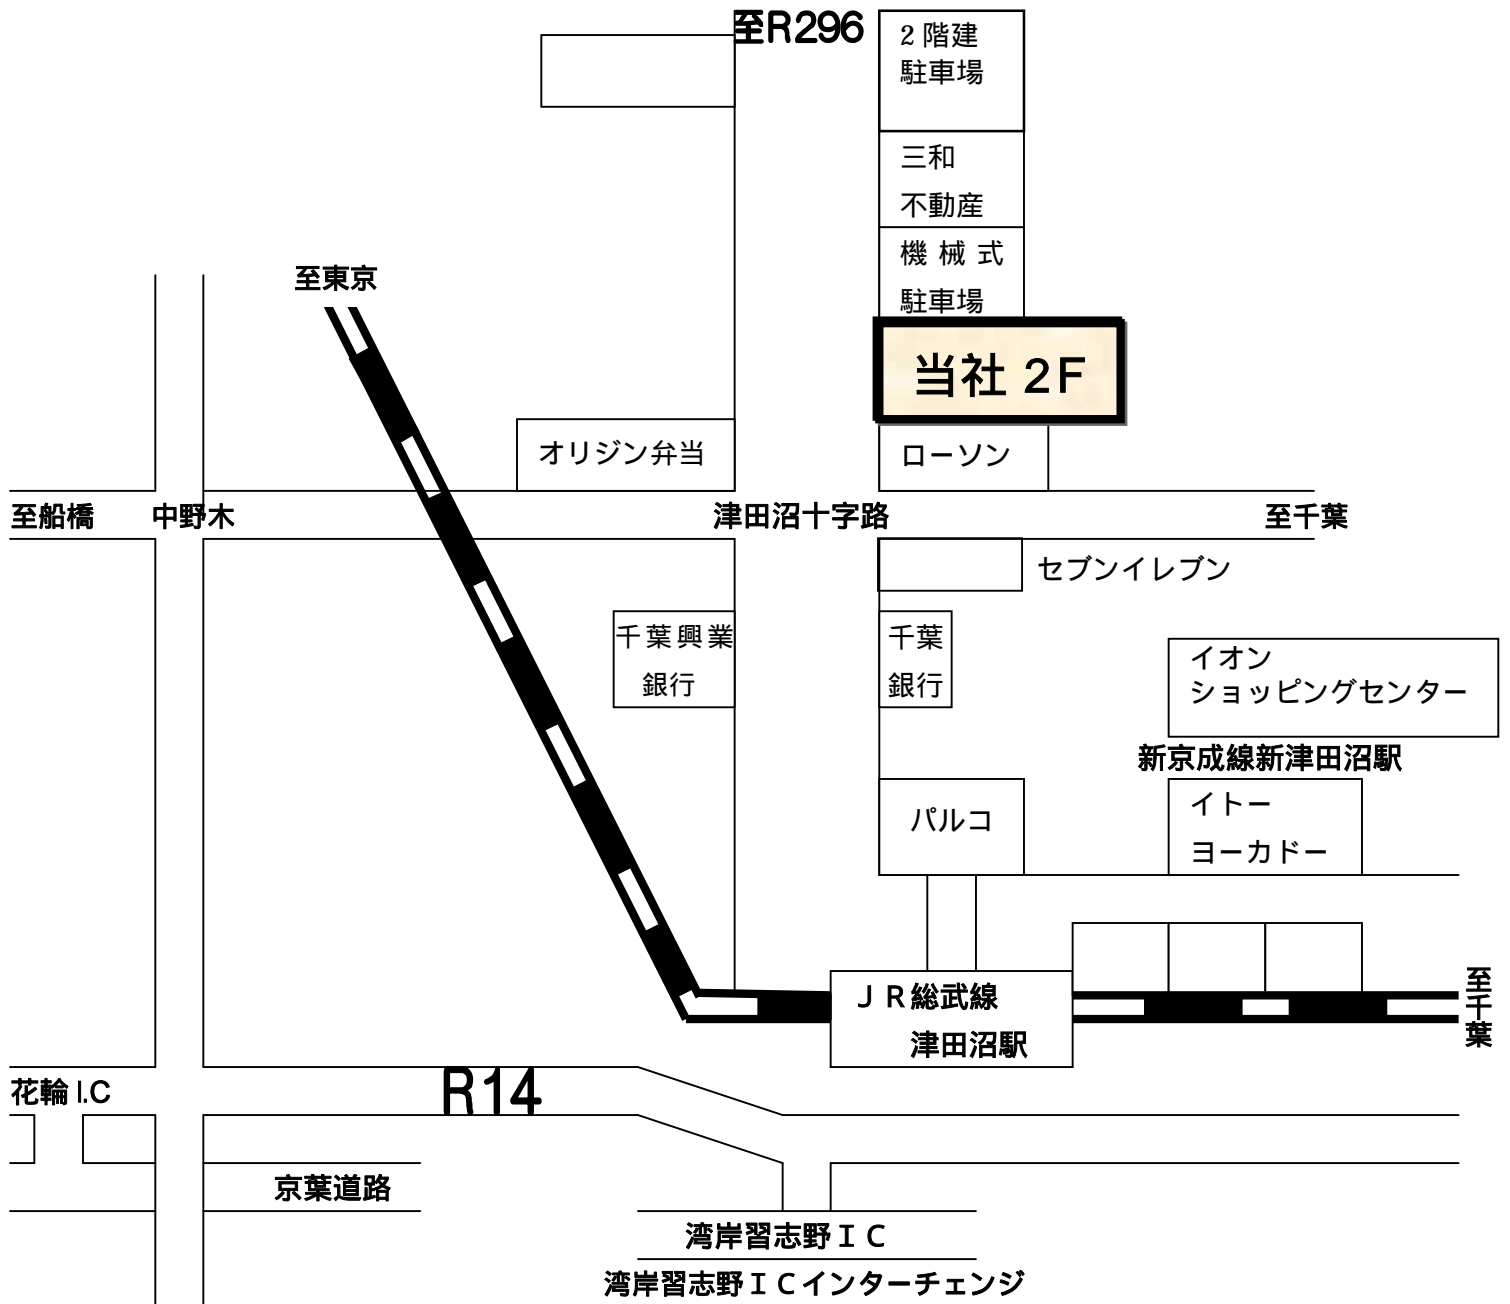 至R296
２階建
駐車場
三和
不動産
機械式
駐車場
至東京
当社 2F
オリジン弁当
ローソン
至船橋
中野木
津田沼十字路
至千葉
セブンイレブン
千葉興業
銀行
千葉
銀行
イオン
ショッピングセンター
新京成線新津田沼駅
パルコ
イトー
ヨーカドー
ＪＲ総武線
津田沼駅
至千葉
花輪 I.C
R14
京葉道路
湾岸習志野ＩＣ
湾岸習志野ＩＣインターチェンジ